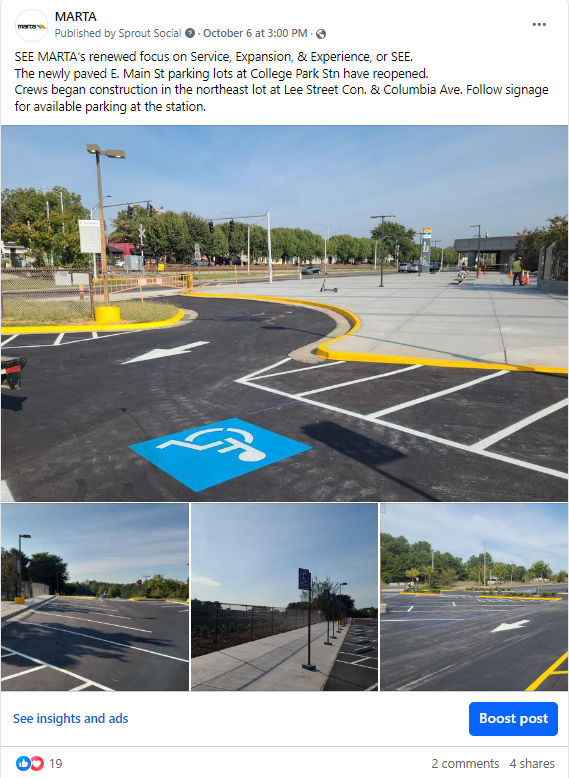 MARTA
Published by Sprout Social · October 6 at 3:00 PM ·
SEE MARTA's renewed focus on Service, Expansion, & Experience, or SEE.
The newly paved E. Main St parking lots at College Park Stn have reopened.
Crews began construction in the northeast lot at Lee Street Con. & Columbia Ave. Follow signage
for available parking at the station.
See insights and ads
Boost post
19
2 comments 4 shares